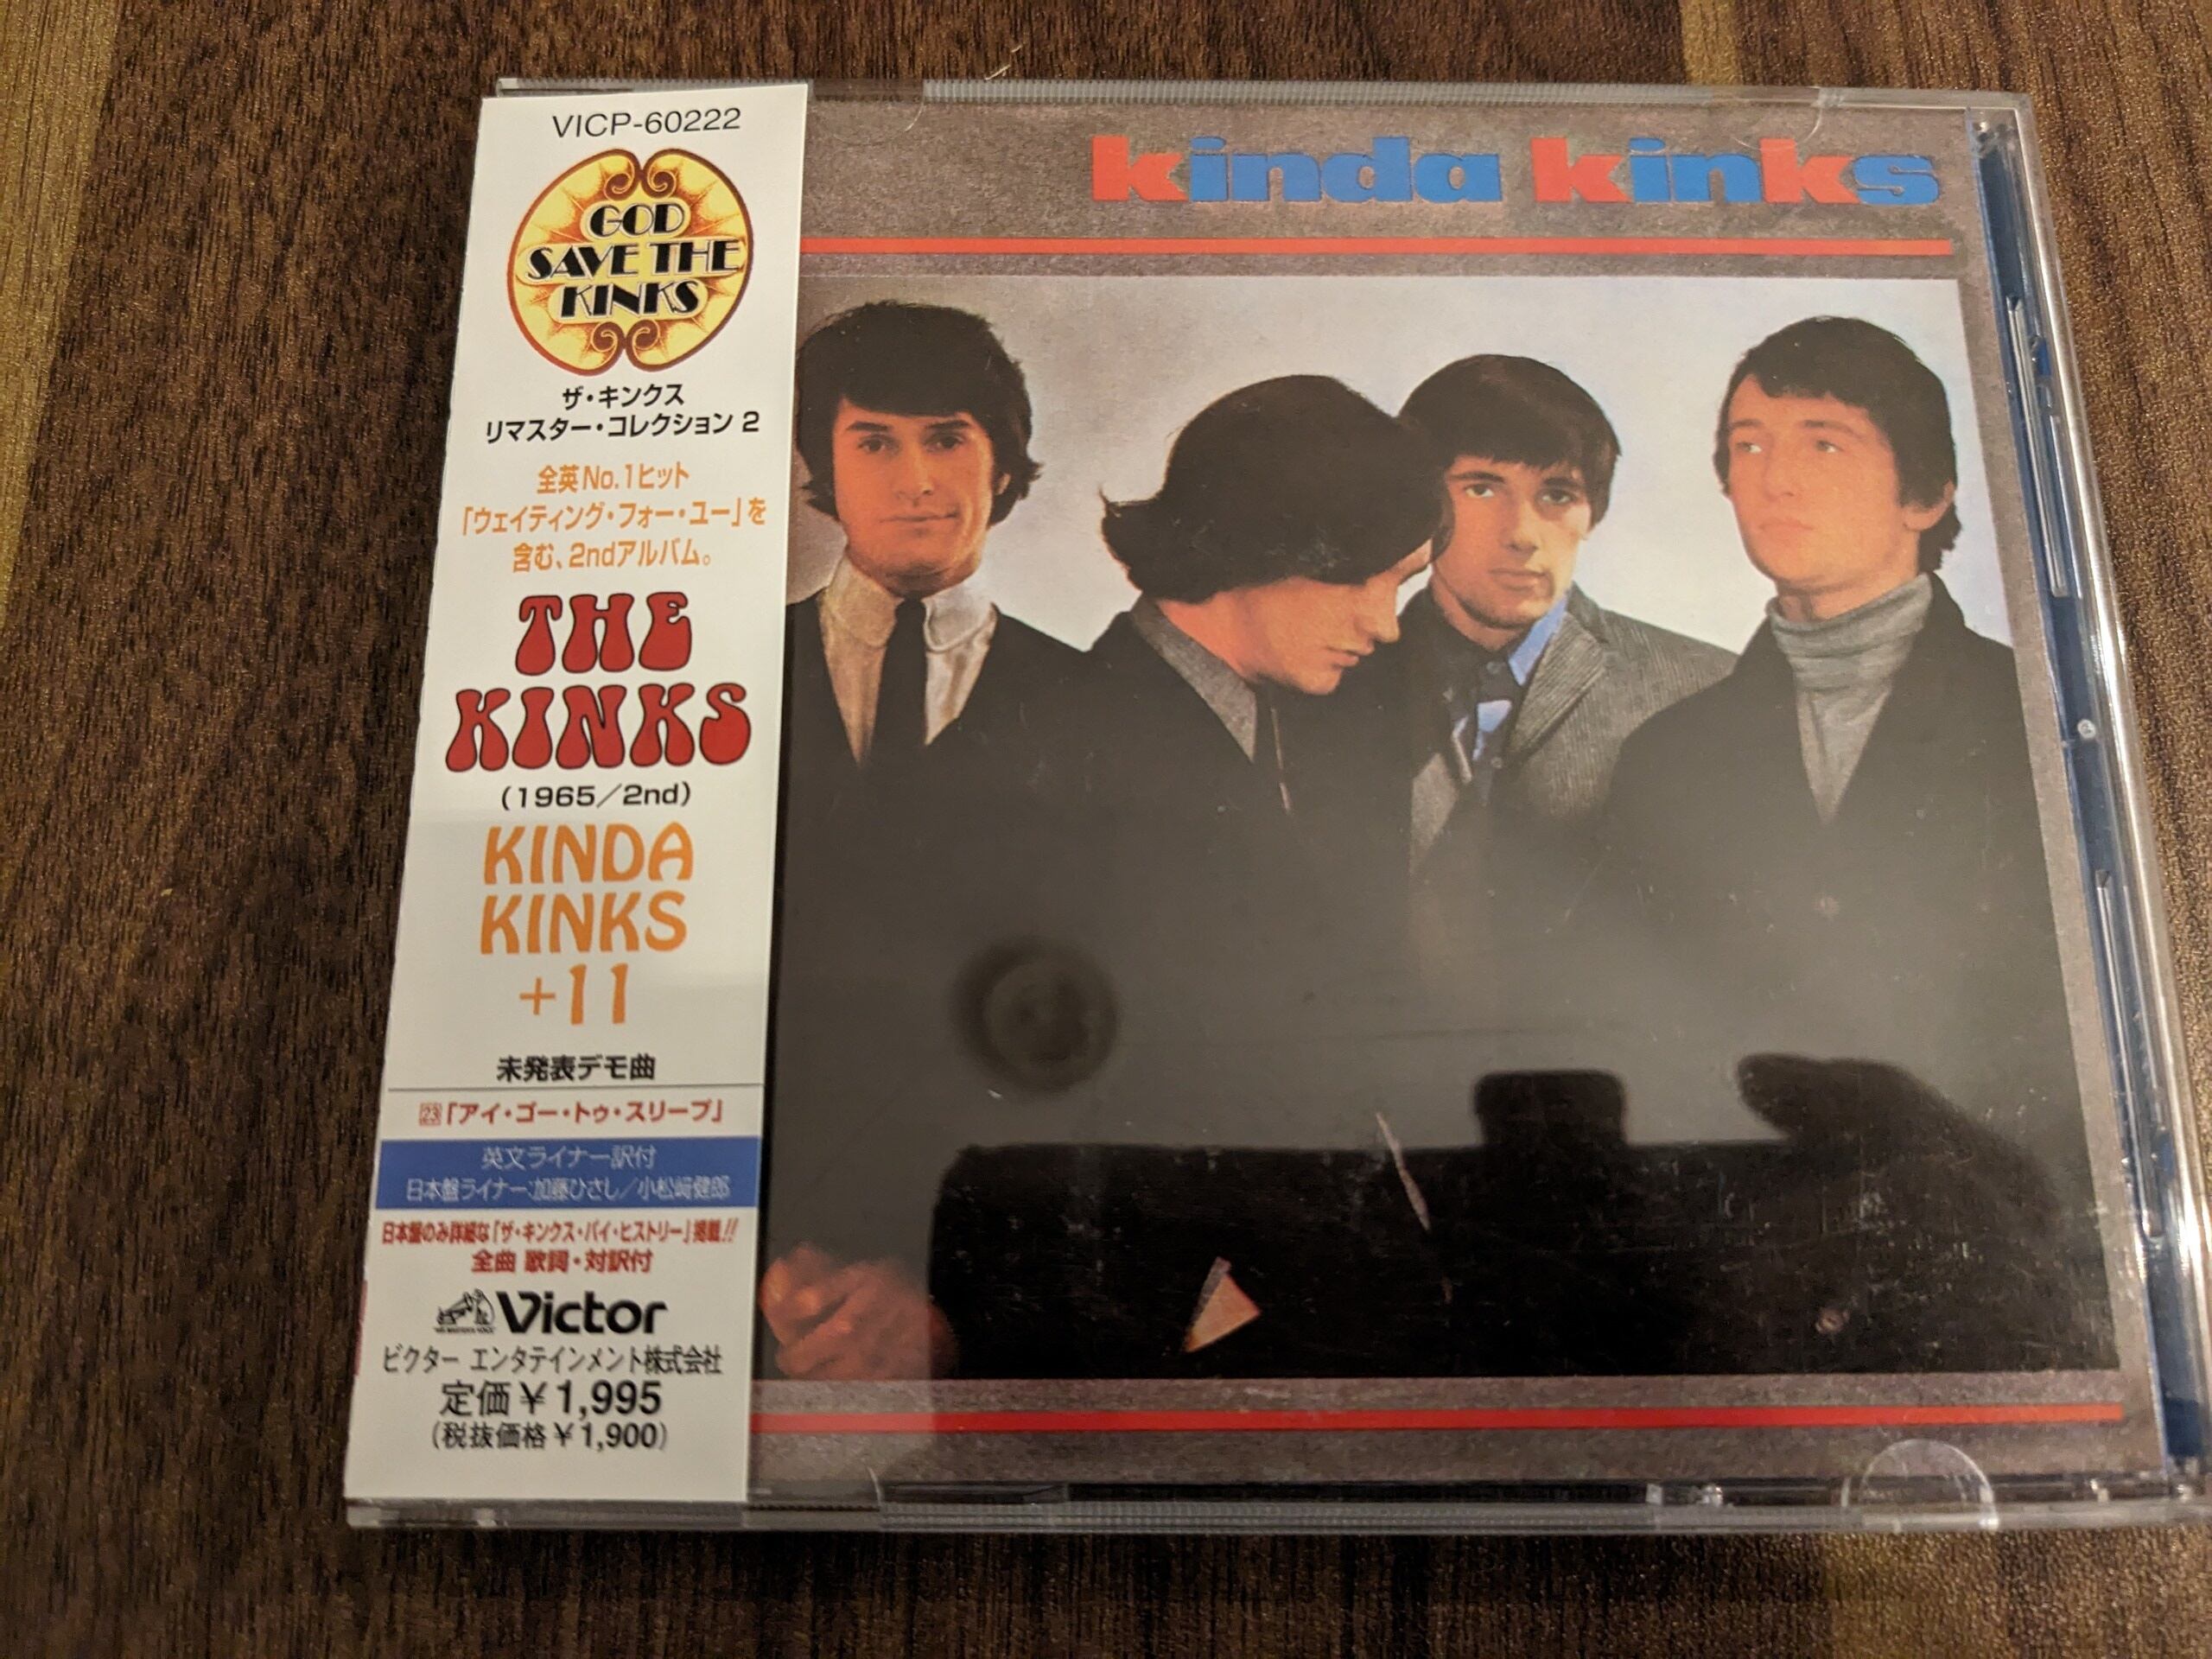 VICP-60222
GOD
SAVE THE
KINKS
ザ・キンクス
リマスター・コレクション 2
全英No.1ヒット
「ウェイティング・フォー・ユー」を
含む、2ndアルバム。
THE
KINKS
(1965/2nd)
KINDA
KINKS
+11
未発表デモ曲
23「アイ・ゴー・トゥ・スリープ」
英文ライナー訳付
日本盤ライナー:加藤ひさし/小松崎健郎
日本盤のみ詳細な「ザ・キンクス・バイ・ヒストリー」掲載!!
全曲 歌詞・対訳付
Victor
ビクター エンタテインメント株式会社
定価￥1,995
(税抜価格￥1,900)
kinda kinks